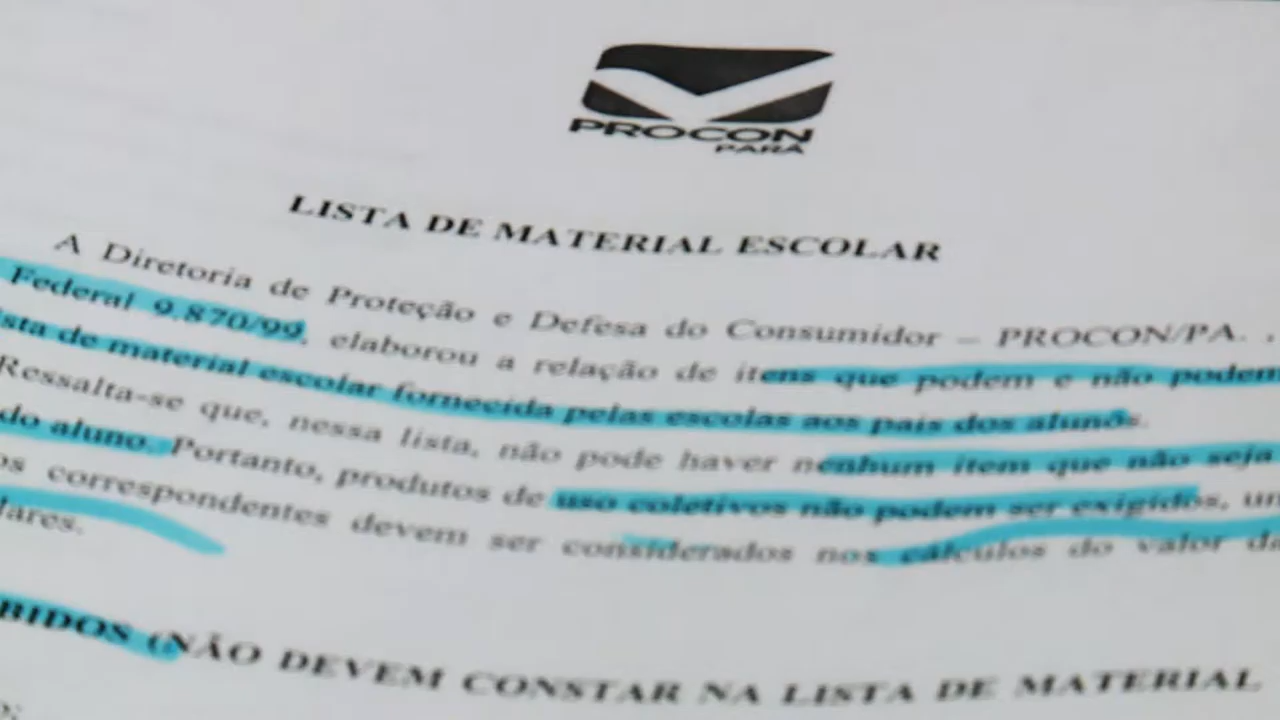 PROCON
PARÁ
LISTA DE MATERIAL ESCOLAR
A Diretoria de Proteção e Defesa do Consumidor – PROCON/PA. ,
Federal 9.870/99, elaborou a relação de itens que podem e não podem
sta de material escolar fornecida pelas escolas aos pais dos alunos.
Ressalta-se que, nessa lista, não pode haver nenhum item que não seja
do aluno. Portanto, produtos de uso coletivos não podem ser exigidos, um
os correspondentes devem ser considerados nos cálculos do valor da
lares.
BIDOS (NÃO DEVEM CONSTAR NA LISTA DE MATERIAL
o: